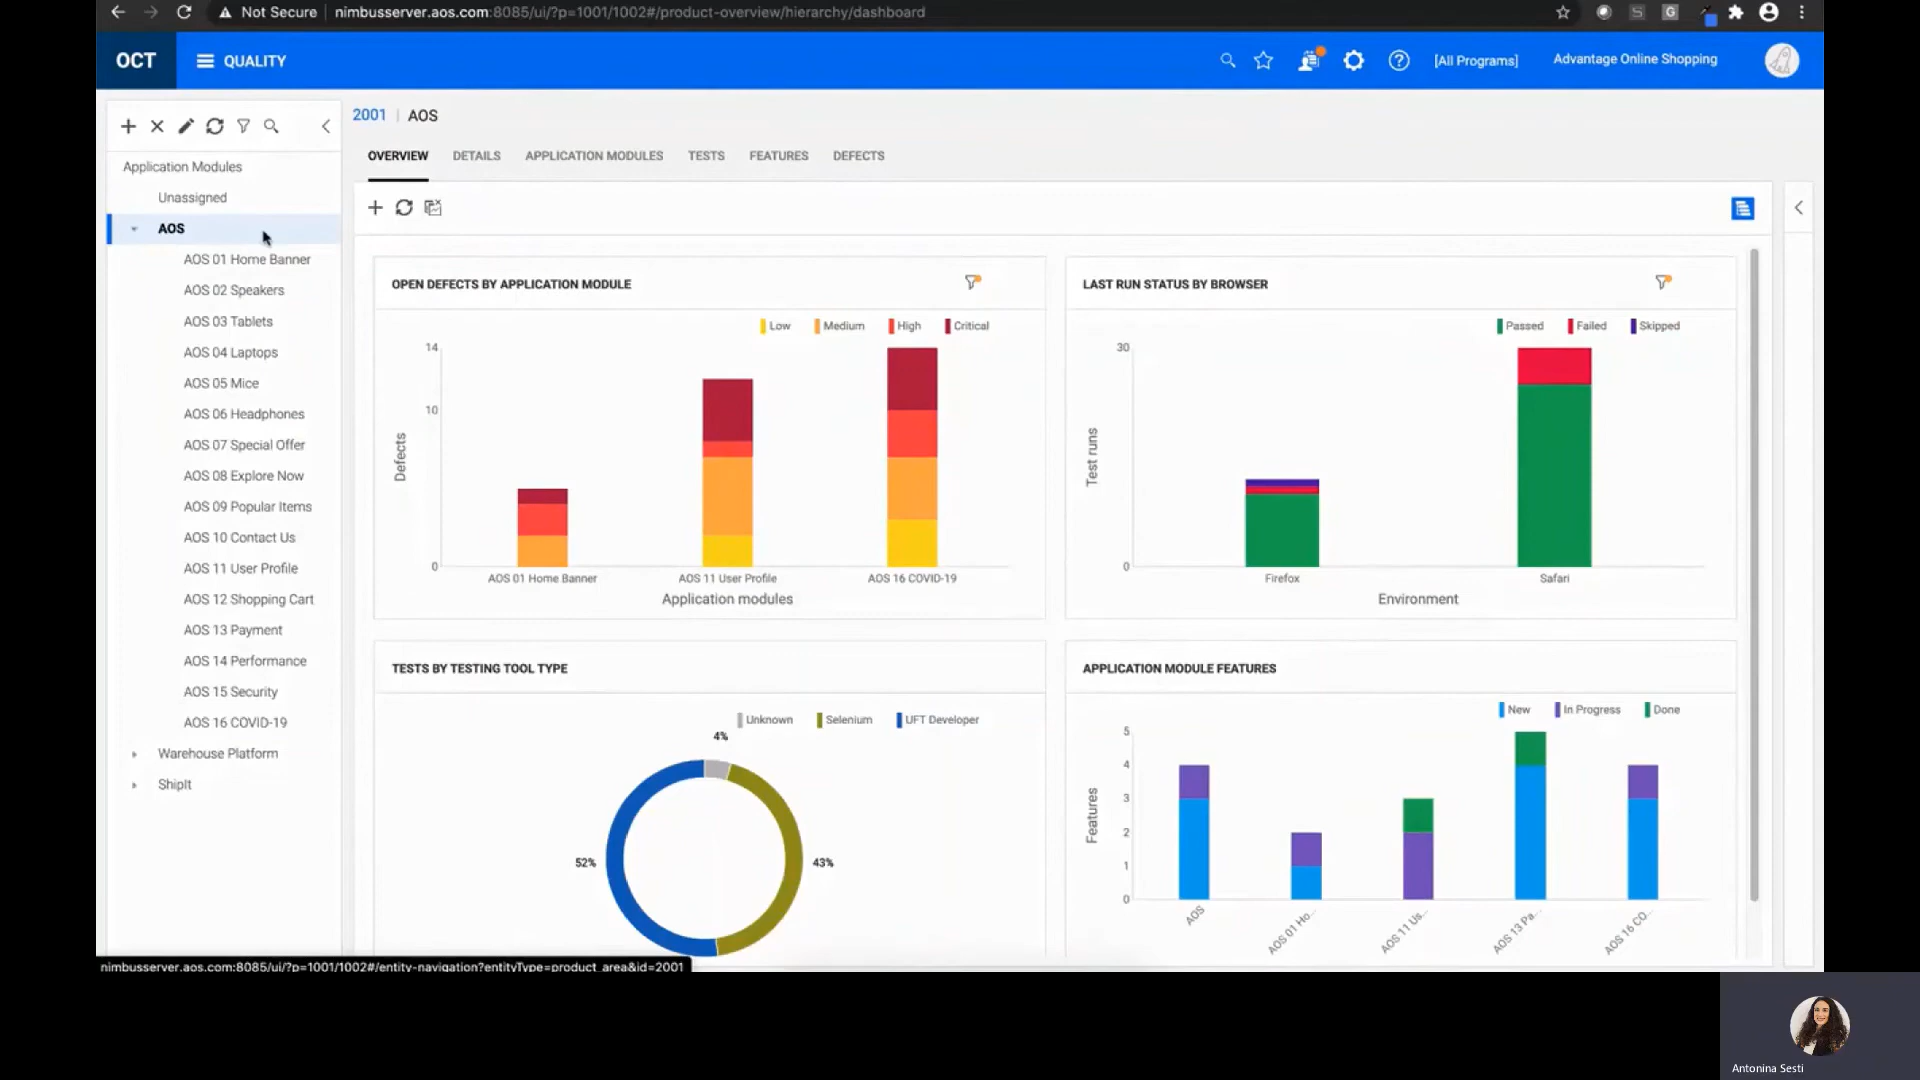 Not Secure | nimbusserver.aos.com:8085/ui/?p=1001/1002#/product-overview/hierarchy/dashboard
OCT
QUALITY
[All Programs]
Advantage Online Shopping
Application Modules
Unassigned
AOS
AOS 01 Home Banner
AOS 02 Speakers
AOS 03 Tablets
AOS 04 Laptops
AOS 05 Mice
AOS 06 Headphones
AOS 07 Special Offer
AOS 08 Explore Now
AOS 09 Popular Items
AOS 10 Contact Us
AOS 11 User Profile
AOS 12 Shopping Cart
AOS 13 Payment
AOS 14 Performance
AOS 15 Security
AOS 16 COVID-19
Warehouse Platform
ShipIt
2001 | AOS
OVERVIEW DETAILS APPLICATION MODULES TESTS FEATURES DEFECTS
OPEN DEFECTS BY APPLICATION MODULE
Low Medium High Critical
14
10
0
Defects
AOS 01 Home Banner AOS 11 User Profile AOS 16 COVID-19
Application modules
LAST RUN STATUS BY BROWSER
Passed Failed Skipped
30
0
Test runs
Firefox Safari
Environment
TESTS BY TESTING TOOL TYPE
Unknown Selenium UFT Developer
4%
52%
43%
APPLICATION MODULE FEATURES
New In Progress Done
5
4
3
2
1
0
Features
AOS
AOS 01 Ho...
AOS 11 Us...
AOS 13 Pa...
AOS 16 CO...
nimbusserver.aos.com:8085/ui/?p=1001/1002#/entity-navigation?entityType=product_area&id=2001
Antonina Sesti